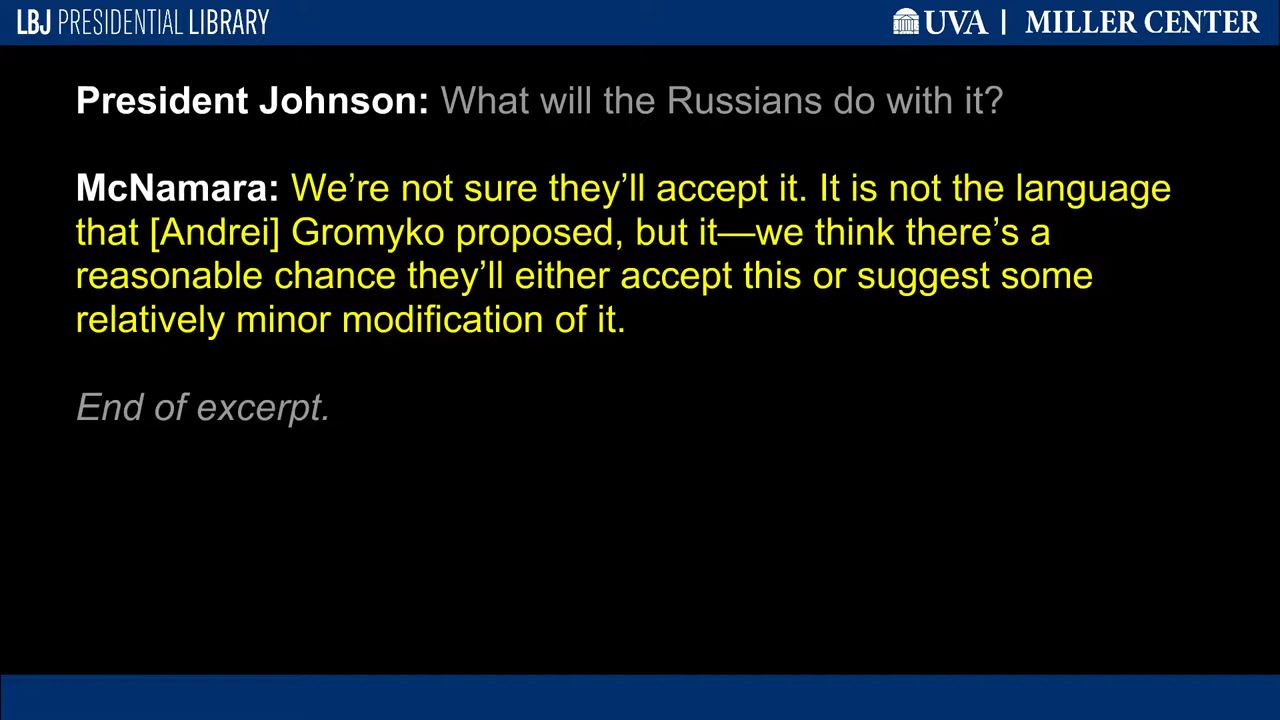 LBJ PRESIDENTIAL LIBRARY
UVA | MILLER CENTER
President Johnson: What will the Russians do with it?
McNamara: We’re not sure they’ll accept it. It is not the language
that [Andrei] Gromyko proposed, but it—we think there’s a
reasonable chance they’ll either accept this or suggest some
relatively minor modification of it.
End of excerpt.